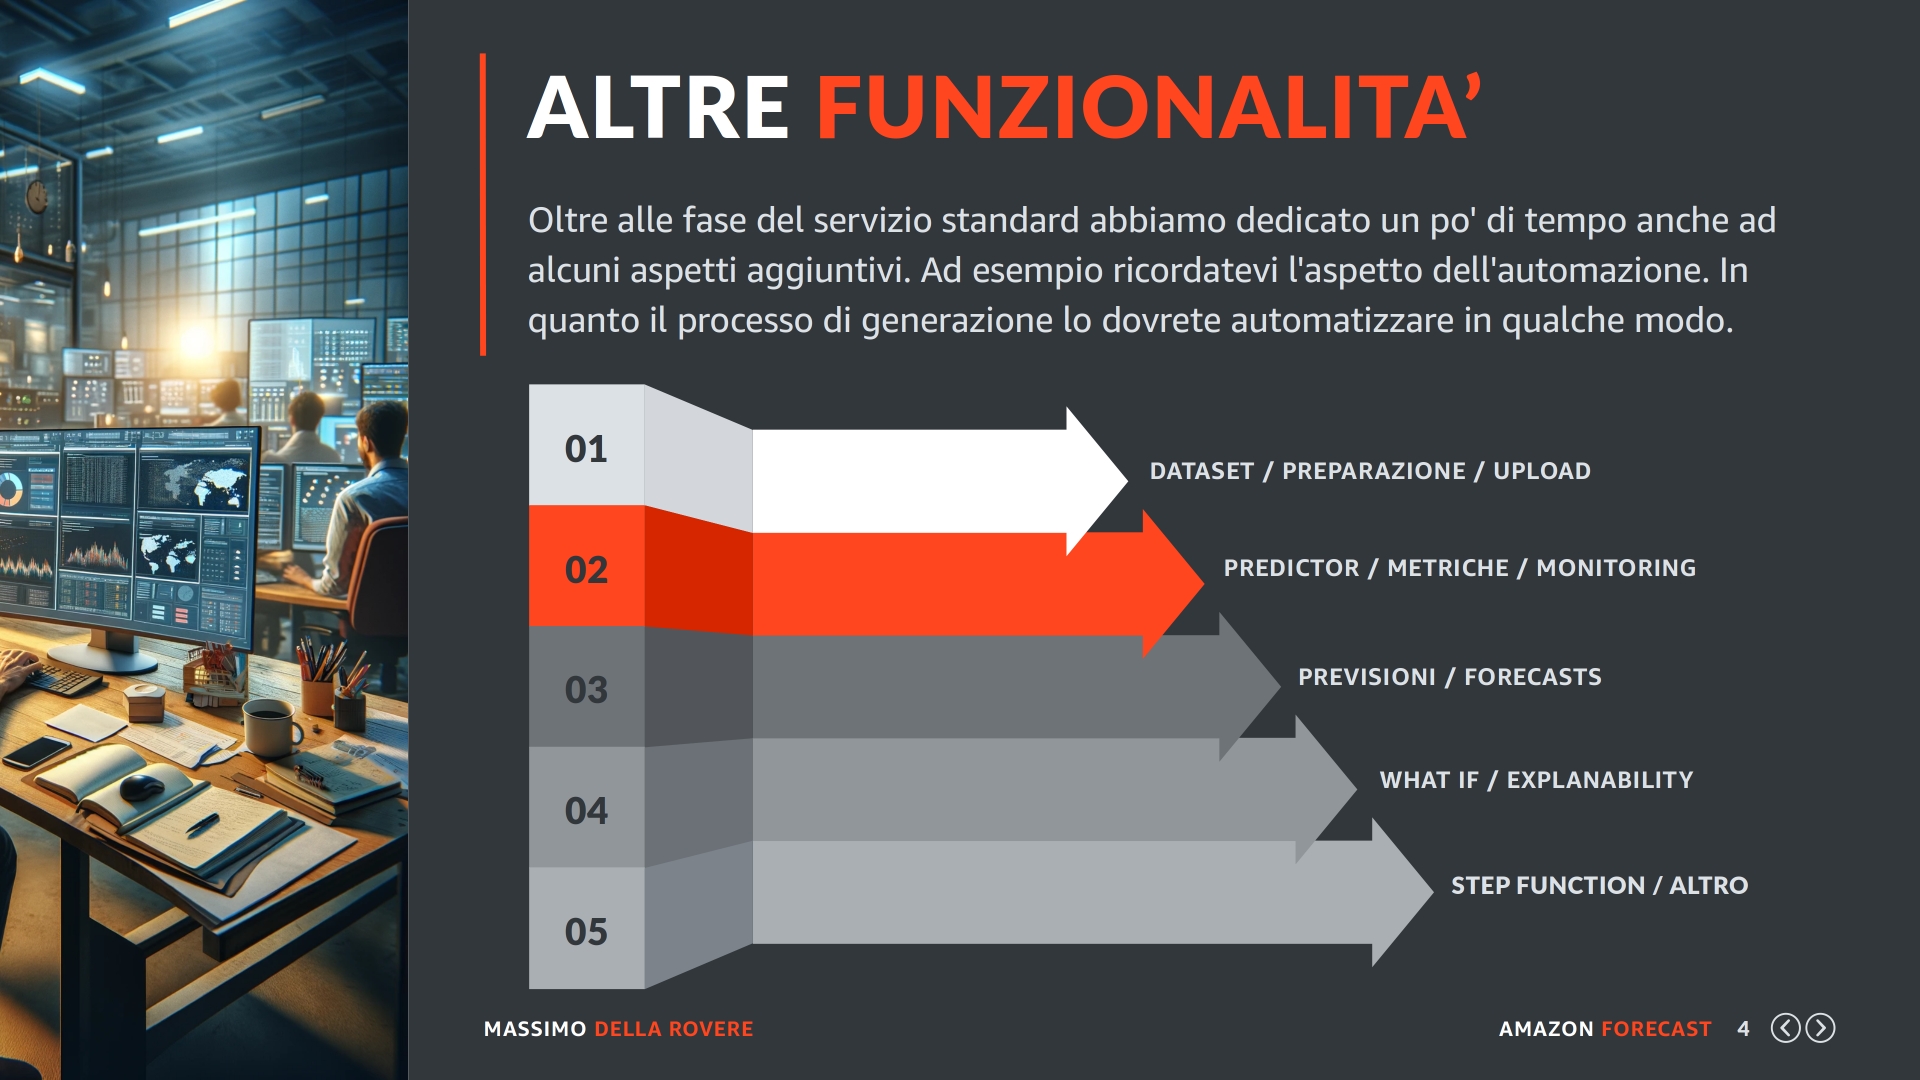 ALTRE FUNZIONALITA’
Oltre alle fase del servizio standard abbiamo dedicato un po' di tempo anche ad
alcuni aspetti aggiuntivi. Ad esempio ricordatevi l'aspetto dell'automazione. In
quanto il processo di generazione lo dovrete automatizzare in qualche modo.
01
DATASET / PREPARAZIONE / UPLOAD
02
PREDICTOR / METRICHE / MONITORING
03
PREVISIONI / FORECASTS
04
WHAT IF / EXPLANABILITY
05
STEP FUNCTION / ALTRO
MASSIMO DELLA ROVERE
AMAZON FORECAST 4